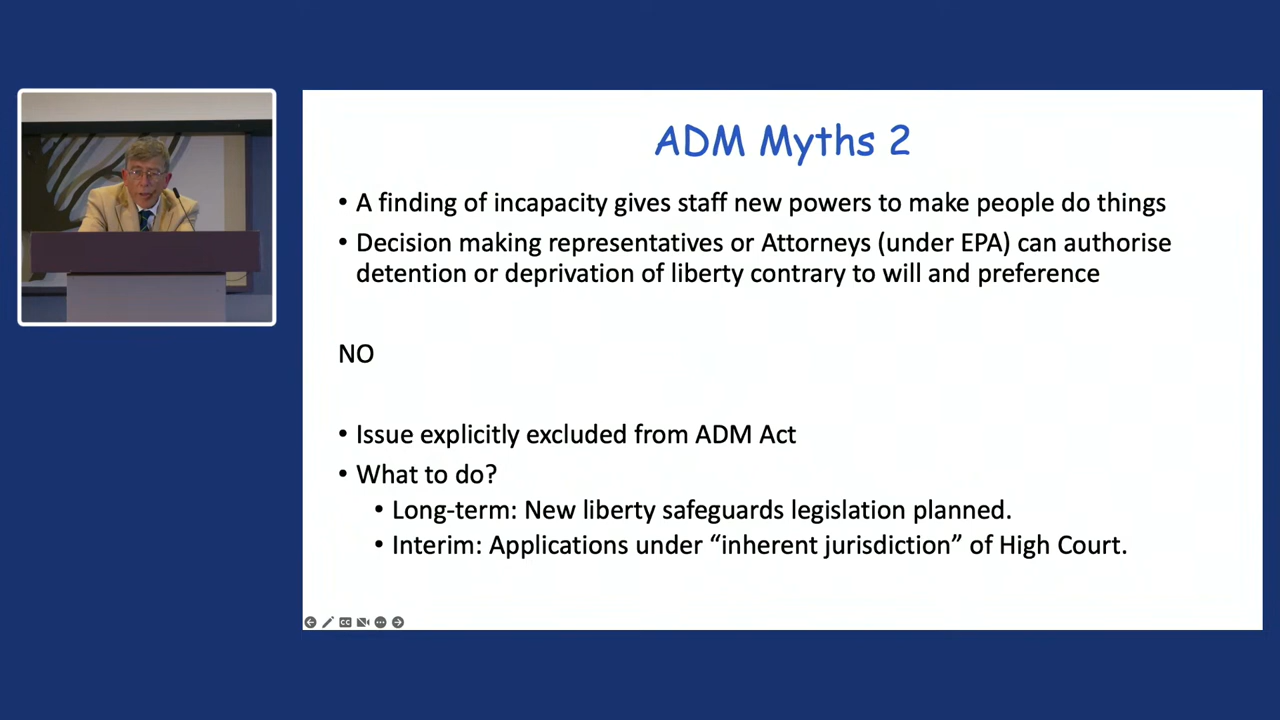 ADM Myths 2
• A finding of incapacity gives staff new powers to make people do things
• Decision making representatives or Attorneys (under EPA) can authorise
detention or deprivation of liberty contrary to will and preference
NO
• Issue explicitly excluded from ADM Act
• What to do?
• Long-term: New liberty safeguards legislation planned.
• Interim: Applications under “inherent jurisdiction” of High Court.